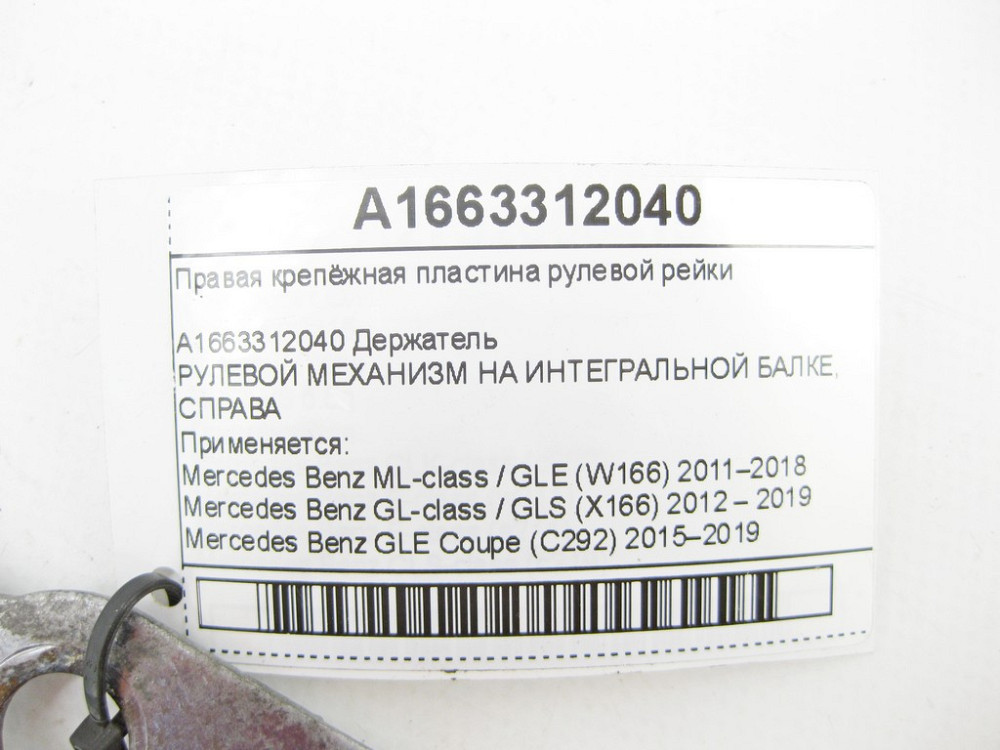 A1663312040
Правая крепёжная пластина рулевой рейки
A1663312040 Держатель
РУЛЕВОЙ МЕХАНИЗМ НА ИНТЕГРАЛЬНОЙ БАЛКЕ,
СПРАВА
Применяется:
Mercedes Benz ML-class / GLE (W166) 2011–2018
Mercedes Benz GL-class / GLS (X166) 2012 – 2019
Mercedes Benz GLE Coupe (C292) 2015–2019